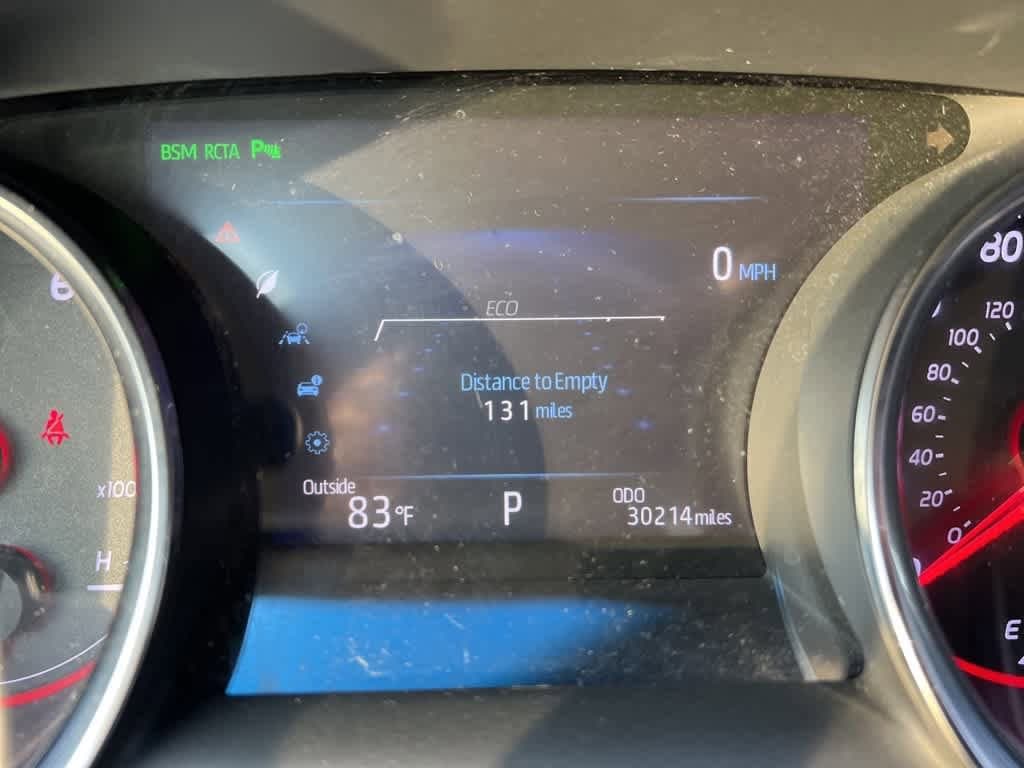 BSM RCTA P
0 MPH
ECO
Distance to Empty
131 miles
Outside
83°F
P
ODO
30214 miles
6
x100
H
80
120
100
80
60
40
20
0
E